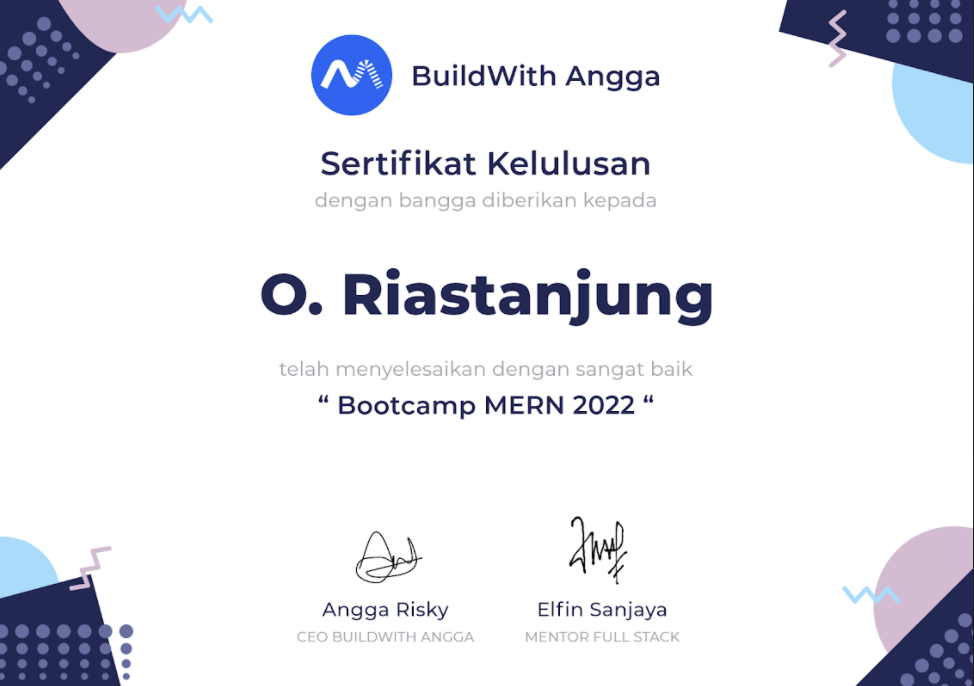 BuildWith Angga
Sertifikat Kelulusan
dengan bangga diberikan kepada
O. Riastanjung
telah menyelesaikan dengan sangat baik
“ Bootcamp MERN 2022 “
Angga Risky
CEO BUILDWITH ANGGA
Elfin Sanjaya
MENTOR FULL STACK